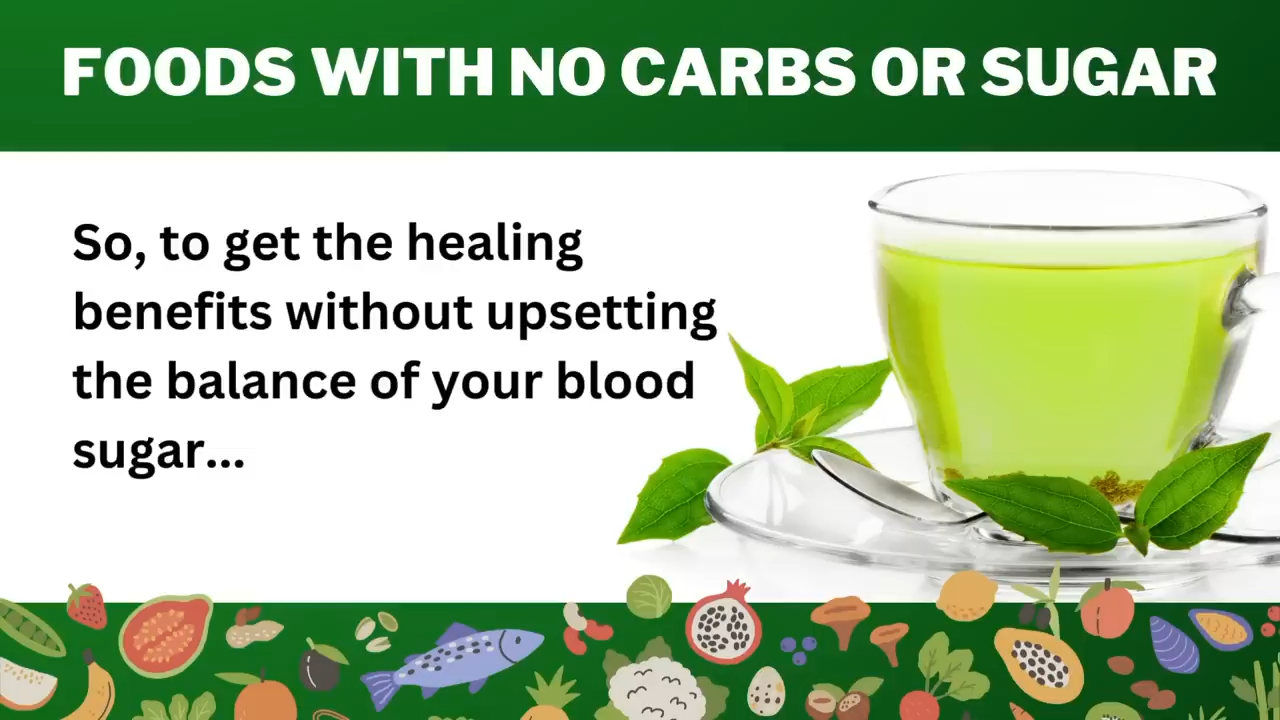 FOODS WITH NO CARBS OR SUGAR
So, to get the healing
benefits without upsetting
the balance of your blood
sugar...